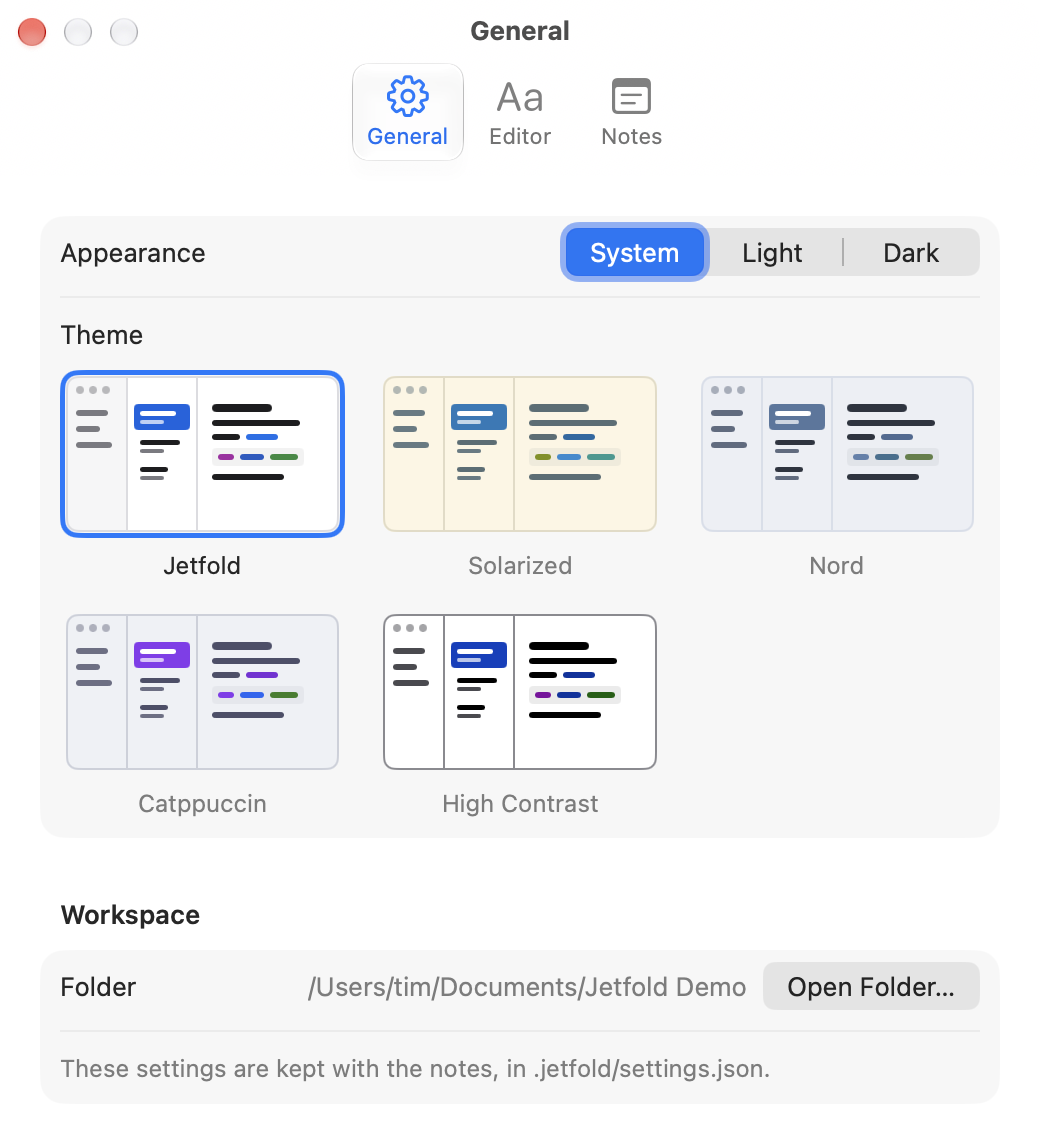 General
Aa
General
Editor
Notes
Appearance
System
Light
Dark
Theme
Jetfold
Solarized
Nord
Catppuccin
High Contrast
Workspace
Folder
/Users/tim/Documents/Jetfold Demo
Open Folder...
These settings are kept with the notes, in .jetfold/settings.json.